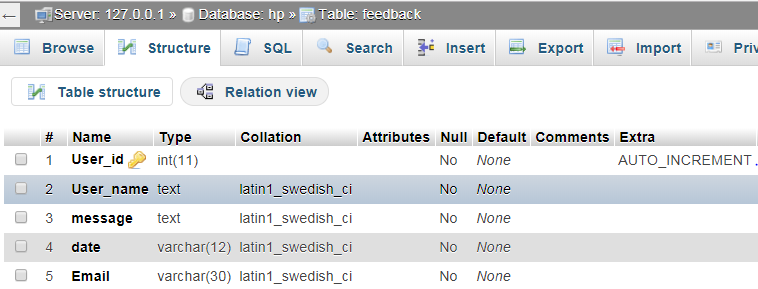 ← Server: 127.0.0.1 » Database: hp » Table: feedback
Browse Structure SQL Search Insert Export Import Priv
Table structure Relation view
# Name Type Collation Attributes Null Default Comments Extra
1 User_id int(11) No None AUTO_INCREMENT
2 User_name text latin1_swedish_ci No None
3 message text latin1_swedish_ci No None
4 date varchar(12) latin1_swedish_ci No None
5 Email varchar(30) latin1_swedish_ci No None